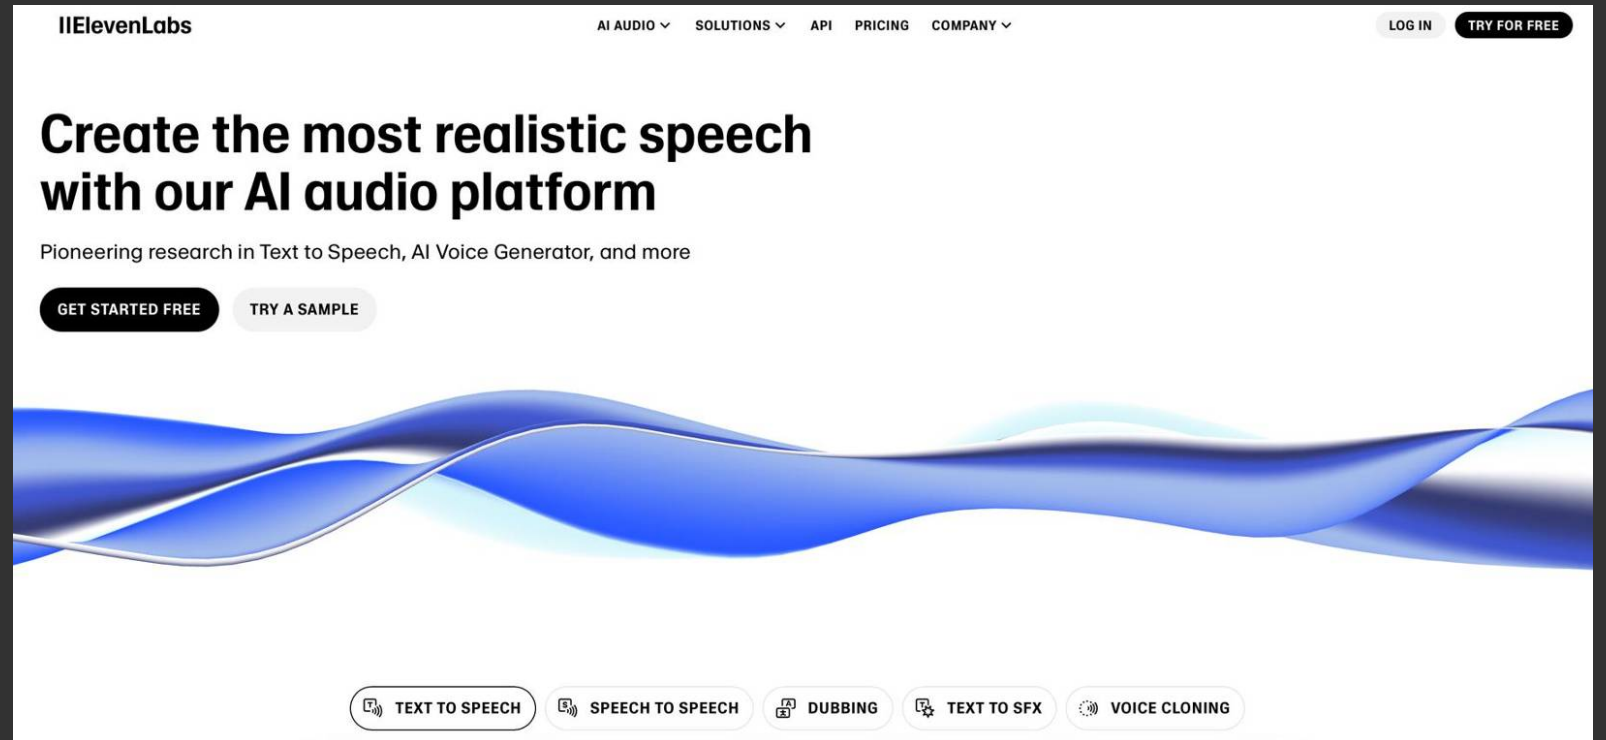 IIElevenLabs
AI AUDIO
SOLUTIONS
API
PRICING
COMPANY
LOG IN
TRY FOR FREE
Create the most realistic speech
with our AI audio platform
Pioneering research in Text to Speech, AI Voice Generator, and more
GET STARTED FREE
TRY A SAMPLE
TEXT TO SPEECH
SPEECH TO SPEECH
DUBBING
TEXT TO SFX
VOICE CLONING